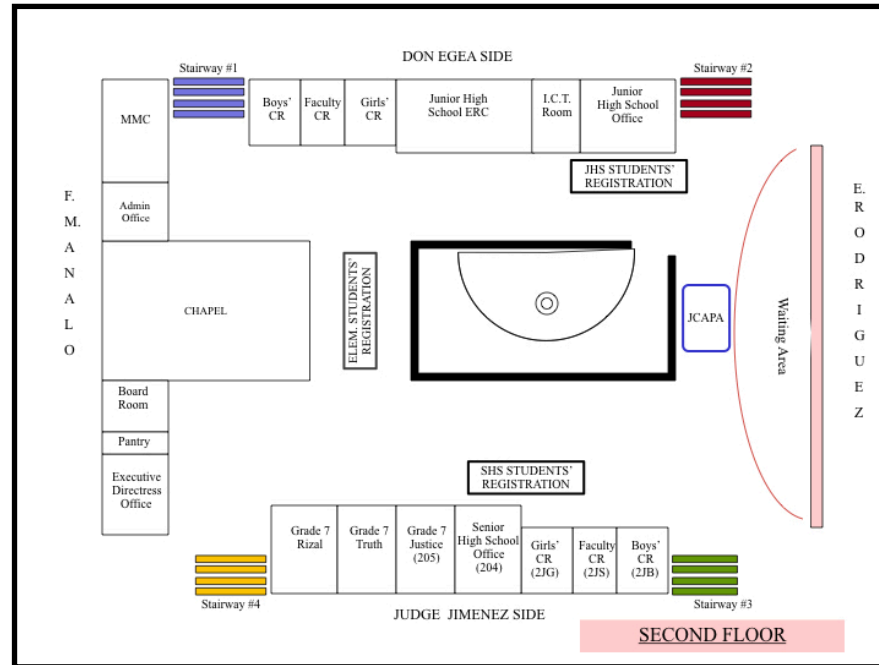 DON EGEA SIDE
Stairway #1
Stairway #2
MMC
Boys'
CR
Faculty
CR
Girls'
CR
Junior High
School ERC
I.C.T.
Room
Junior
High School
Office
JHS STUDENTS'
REGISTRATION
Admin
Office
F.
M.
A
N
A
L
O
E.
R
O
D
R
I
G
U
E
Z
CHAPEL
ELEM. STUDENTS'
REGISTRATION
JCAPA
Waiting Area
Board
Room
Pantry
Executive
Directress
Office
SHS STUDENTS'
REGISTRATION
Grade 7
Rizal
Grade 7
Truth
Grade 7
Justice
(205)
Senior
High School
Office
(204)
Girls'
CR
(2JG)
Faculty
CR
(2JS)
Boys'
CR
(2JB)
Stairway #4
Stairway #3
JUDGE JIMENEZ SIDE
SECOND FLOOR